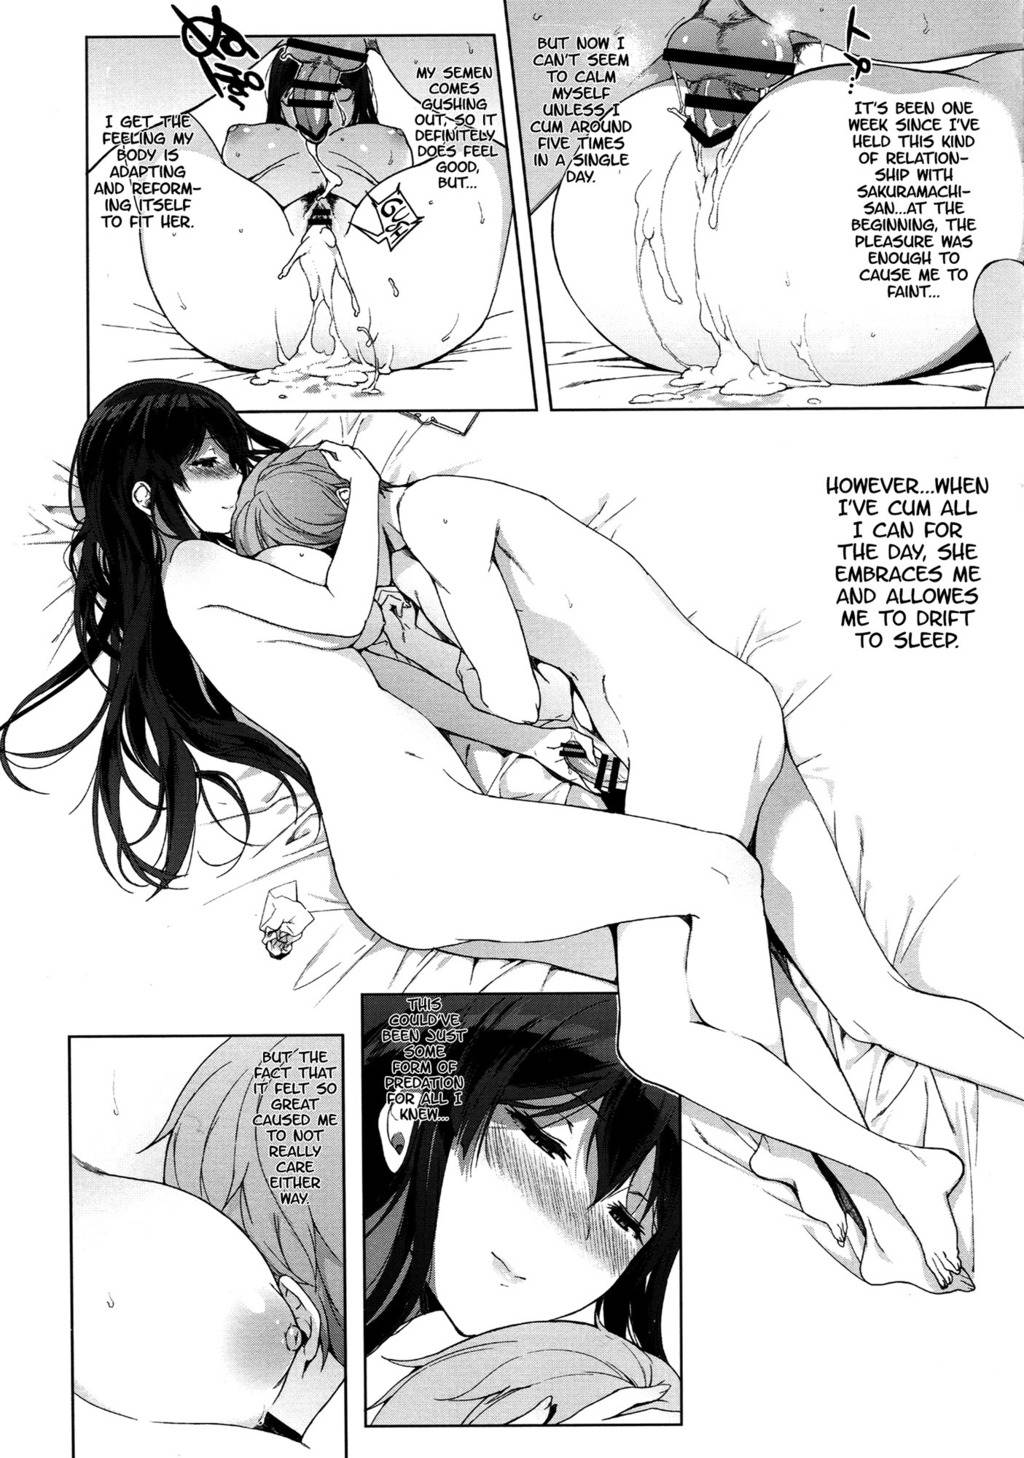 IT'S BEEN ONE
WEEK SINCE I'VE
HELD THIS KIND
OF RELATION-
SHIP WITH
SAKURAMACHI-
SAN...AT THE
BEGINNING, THE
PLEASURE WAS
ENOUGH TO
CAUSE ME TO
FAINT...
BUT NOW I
CAN'T SEEM
TO CALM
MYSELF
UNLESS I
CUM AROUND
FIVE TIMES
IN A SINGLE
DAY.
MY SEMEN
COMES
GUSHING
OUT, SO IT
DEFINITELY
DOES FEEL
GOOD,
BUT...
GUSH
I GET THE
FEELING MY
BODY IS
ADAPTING
AND REFORM-
ING ITSELF
TO FIT HER.
HOWEVER...WHEN
I'VE CUM ALL
I CAN FOR
THE DAY, SHE
EMBRACES ME
AND ALLOWES
ME TO DRIFT
TO SLEEP.
THIS
COULD'VE
BEEN JUST
SOME
FORM OF
PREDATION
FOR ALL I
KNEW...
BUT THE
FACT THAT
IT FELT SO
GREAT
CAUSED ME
TO NOT
REALLY
CARE
EITHER
WAY.